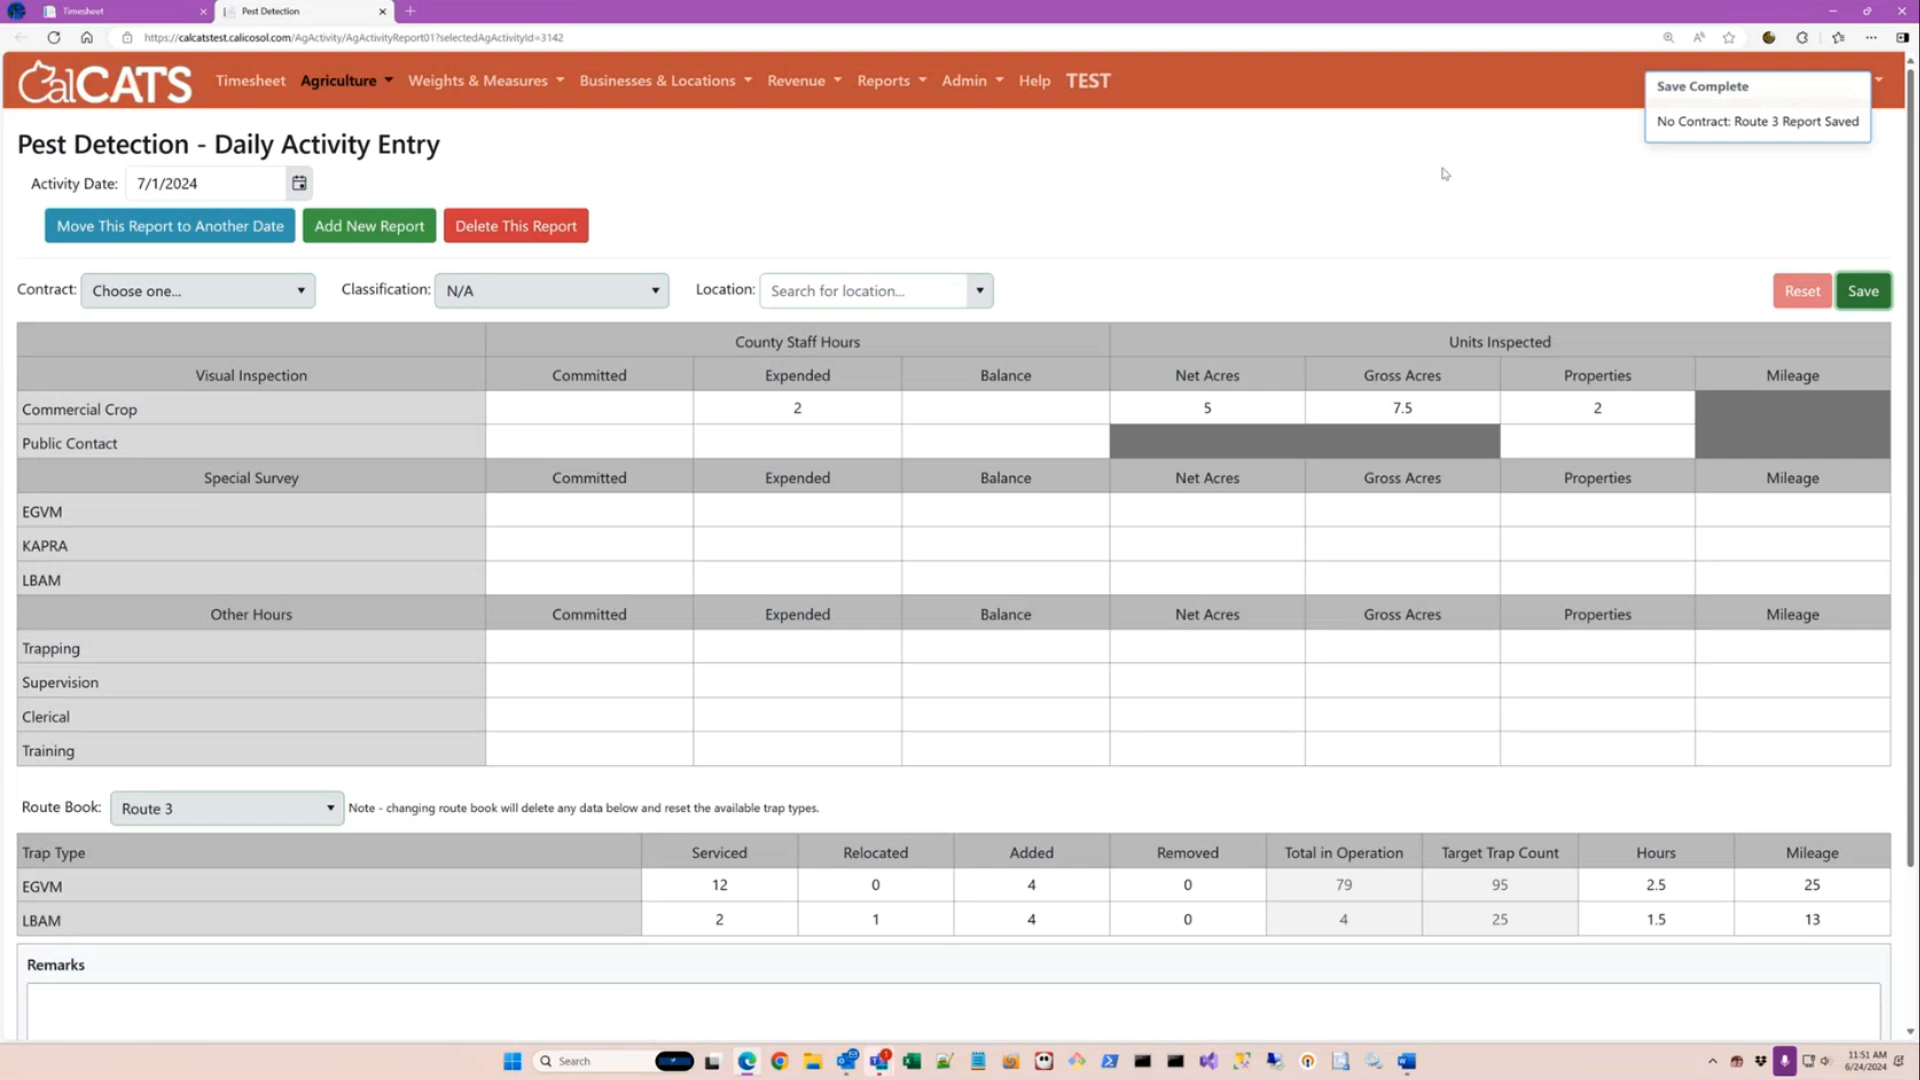 Timesheet
Pest Detection
https://calcatstest.calicosol.com/AgActivity/AgActivityReport01?selectedAgActivityId=3142
CalCATS Timesheet Agriculture Weights & Measures Businesses & Locations Revenue Reports Admin Help TEST
Save Complete
No Contract: Route 3 Report Saved
Pest Detection - Daily Activity Entry
Activity Date: 7/1/2024
Move This Report to Another Date Add New Report Delete This Report
Contract: Choose one... Classification: N/A Location: Search for location... Reset Save
County Staff Hours Units Inspected
Visual Inspection Committed Expended Balance Net Acres Gross Acres Properties Mileage
Commercial Crop 2 5 7.5 2
Public Contact
Special Survey Committed Expended Balance Net Acres Gross Acres Properties Mileage
EGVM
KAPRA
LBAM
Other Hours Committed Expended Balance Net Acres Gross Acres Properties Mileage
Trapping
Supervision
Clerical
Training
Route Book: Route 3 Note - changing route book will delete any data below and reset the available trap types.
Trap Type Serviced Relocated Added Removed Total in Operation Target Trap Count Hours Mileage
EGVM 12 0 4 0 79 95 2.5 25
LBAM 2 1 4 0 4 25 1.5 13
Remarks
Search
11:51 AM
6/24/2024